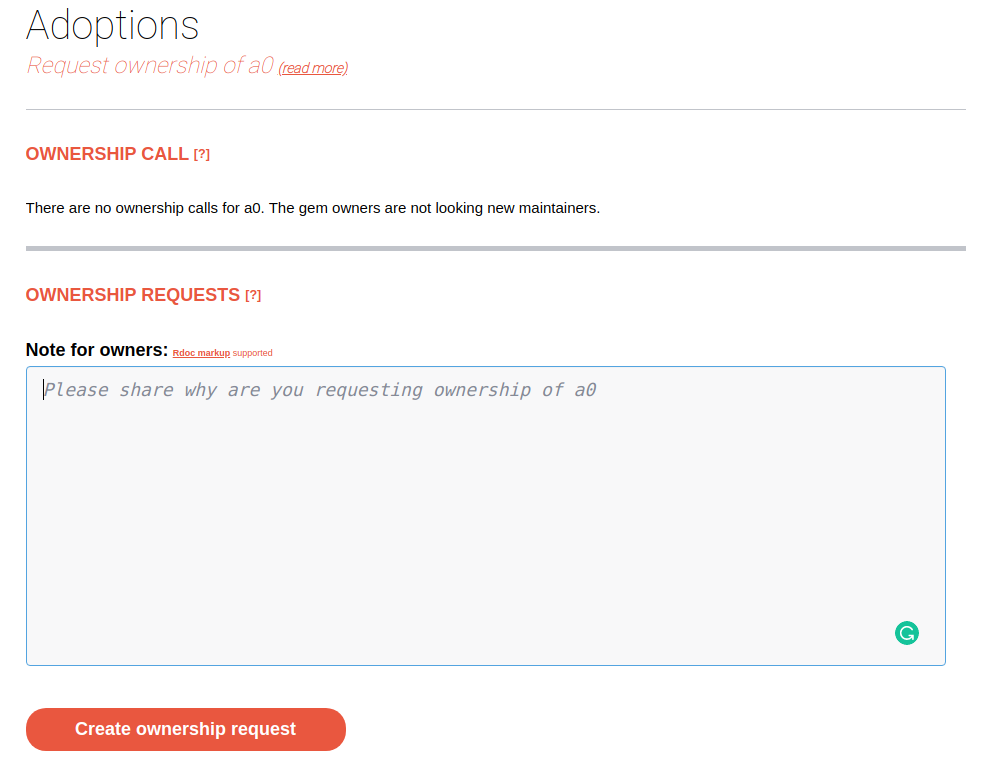 Adoptions
Request ownership of a0 (read more)
OWNERSHIP CALL [?]
There are no ownership calls for a0. The gem owners are not looking new maintainers.
OWNERSHIP REQUESTS [?]
Note for owners: Rdoc markup supported
Please share why are you requesting ownership of a0
Create ownership request